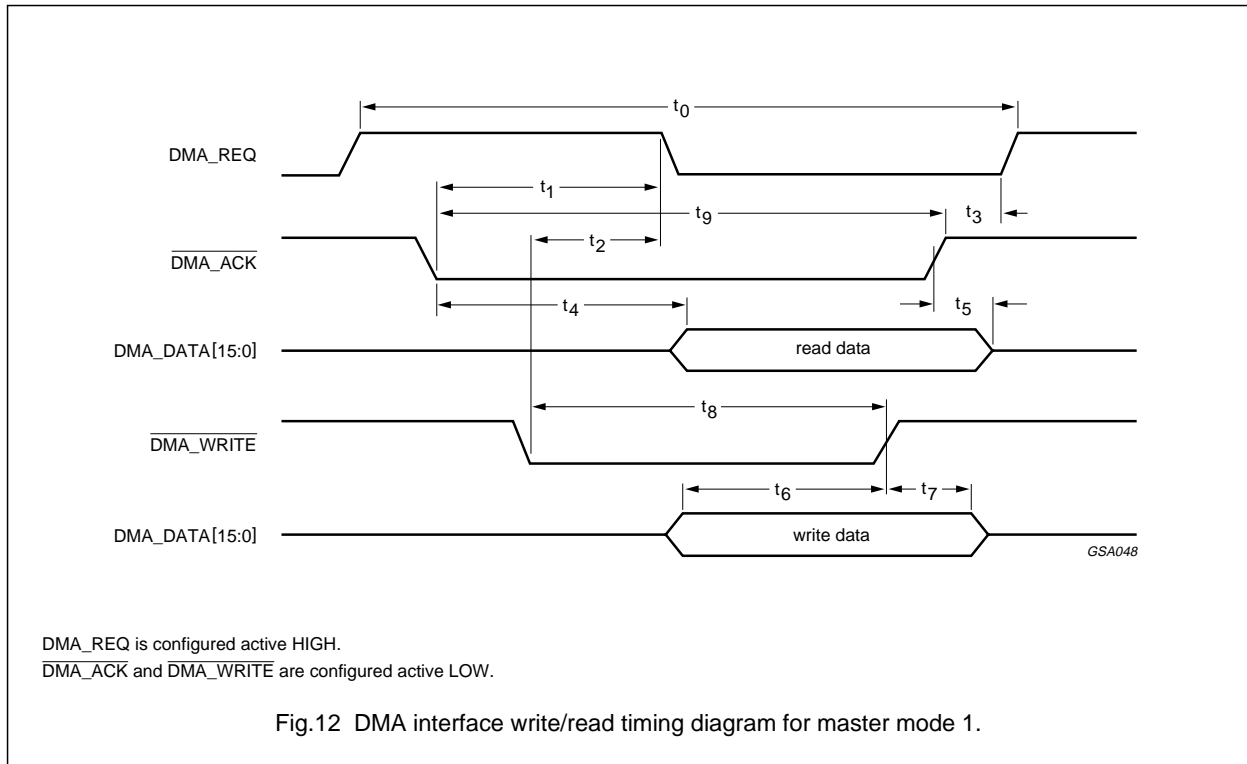 t0
DMA_REQ
t1
t9
t3
t2
DMA_ACK
t4
t5
DMA_DATA[15:0]
read data
t8
DMA_WRITE
t6
t7
DMA_DATA[15:0]
write data
GSA048
DMA_REQ is configured active HIGH.
DMA_ACK and DMA_WRITE are configured active LOW.
Fig.12 DMA interface write/read timing diagram for master mode 1.